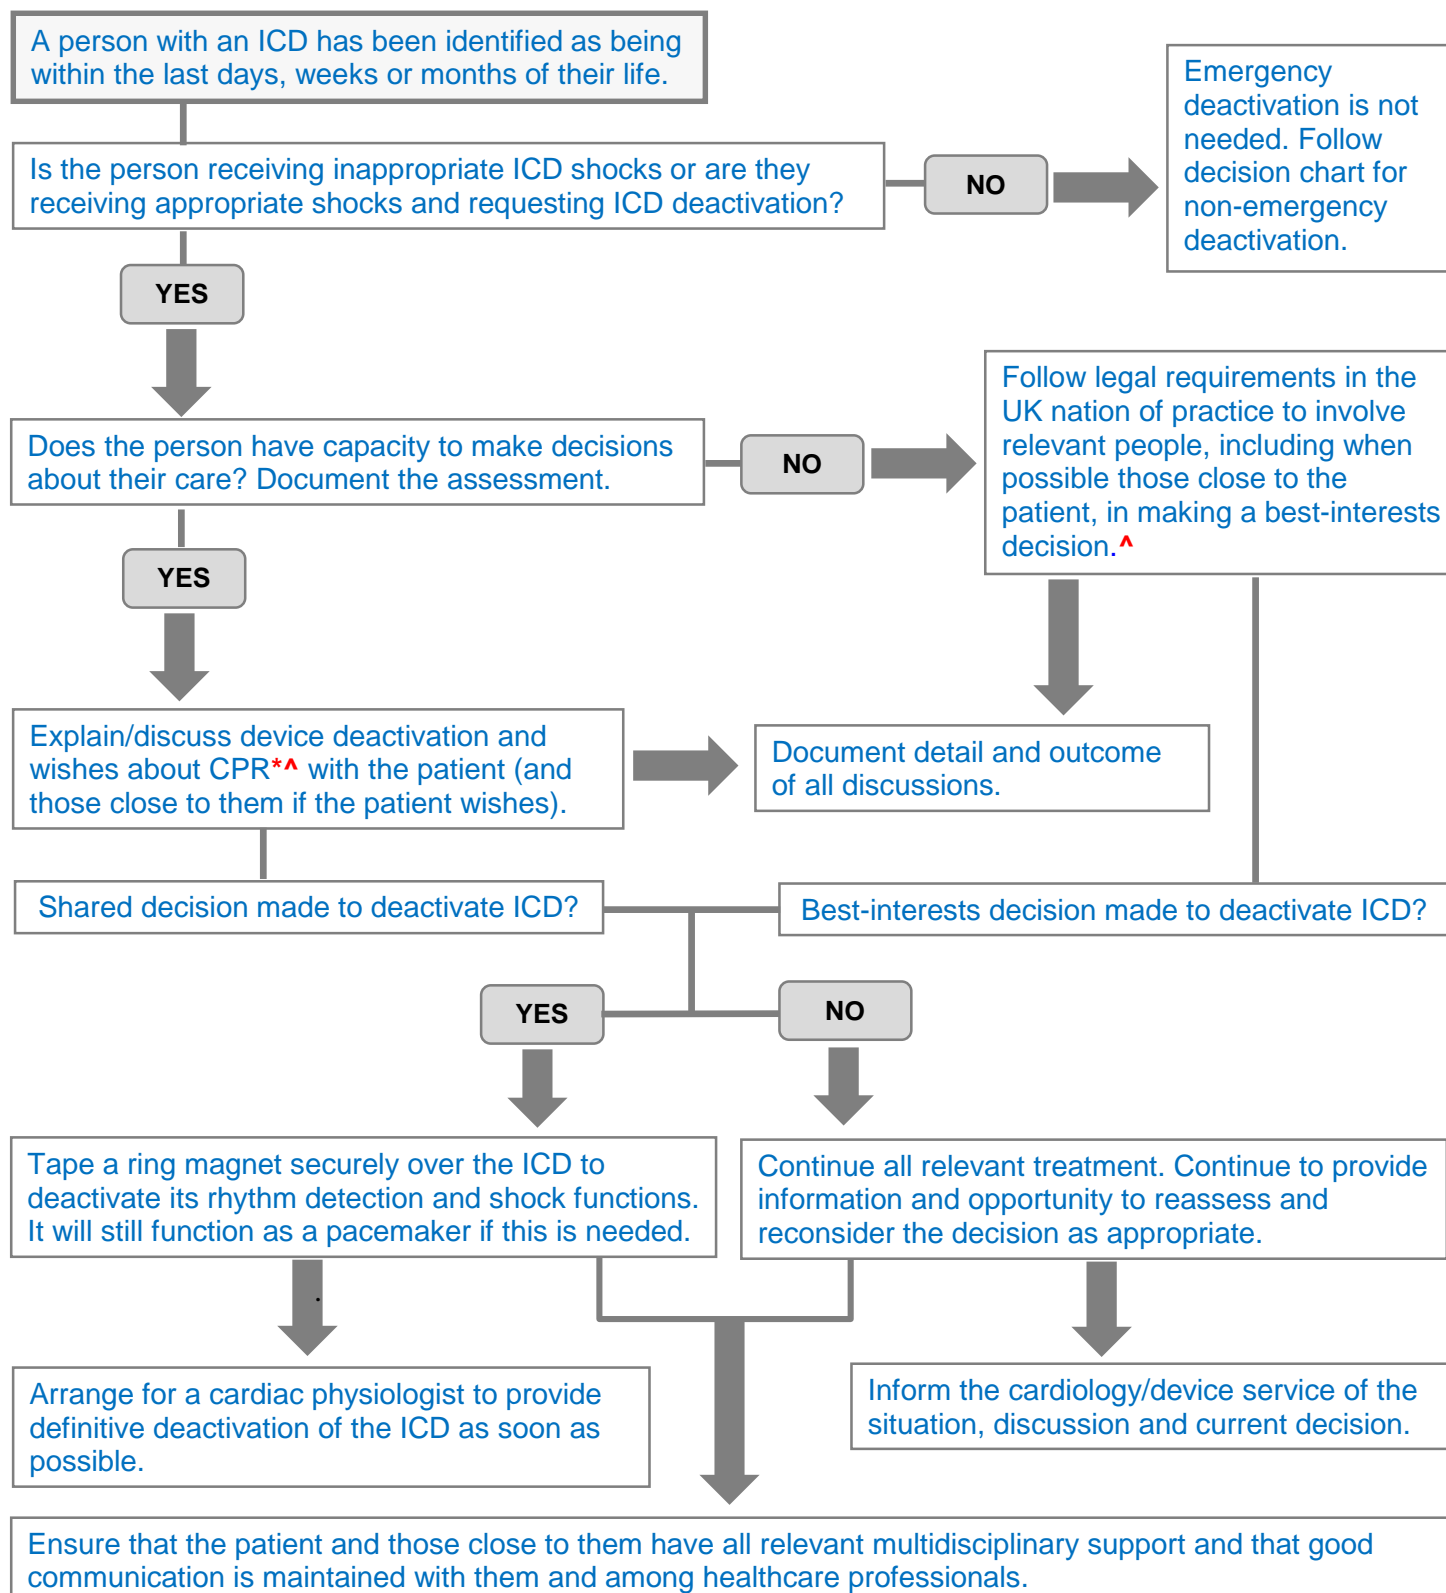 A person with an ICD has been identified as being
within the last days, weeks or months of their life.
Emergency
deactivation is not
needed. Follow
decision chart for
non-emergency
deactivation.
Is the person receiving inappropriate ICD shocks or are they
receiving appropriate shocks and requesting ICD deactivation?
NO
YES
Does the person have capacity to make decisions
about their care? Document the assessment.
NO
Follow legal requirements in the
UK nation of practice to involve
relevant people, including when
possible those close to the
patient, in making a best-interests
decision.^
YES
Explain/discuss device deactivation and
wishes about CPR*^ with the patient (and
those close to them if the patient wishes).
Document detail and outcome
of all discussions.
Shared decision made to deactivate ICD?
Best-interests decision made to deactivate ICD?
YES
NO
Tape a ring magnet securely over the ICD to
deactivate its rhythm detection and shock functions.
It will still function as a pacemaker if this is needed.
Continue all relevant treatment. Continue to provide
information and opportunity to reassess and
reconsider the decision as appropriate.
.
Arrange for a cardiac physiologist to provide
definitive deactivation of the ICD as soon as
possible.
Inform the cardiology/device service of the
situation, discussion and current decision.
Ensure that the patient and those close to them have all relevant multidisciplinary support and that good
communication is maintained with them and among healthcare professionals.